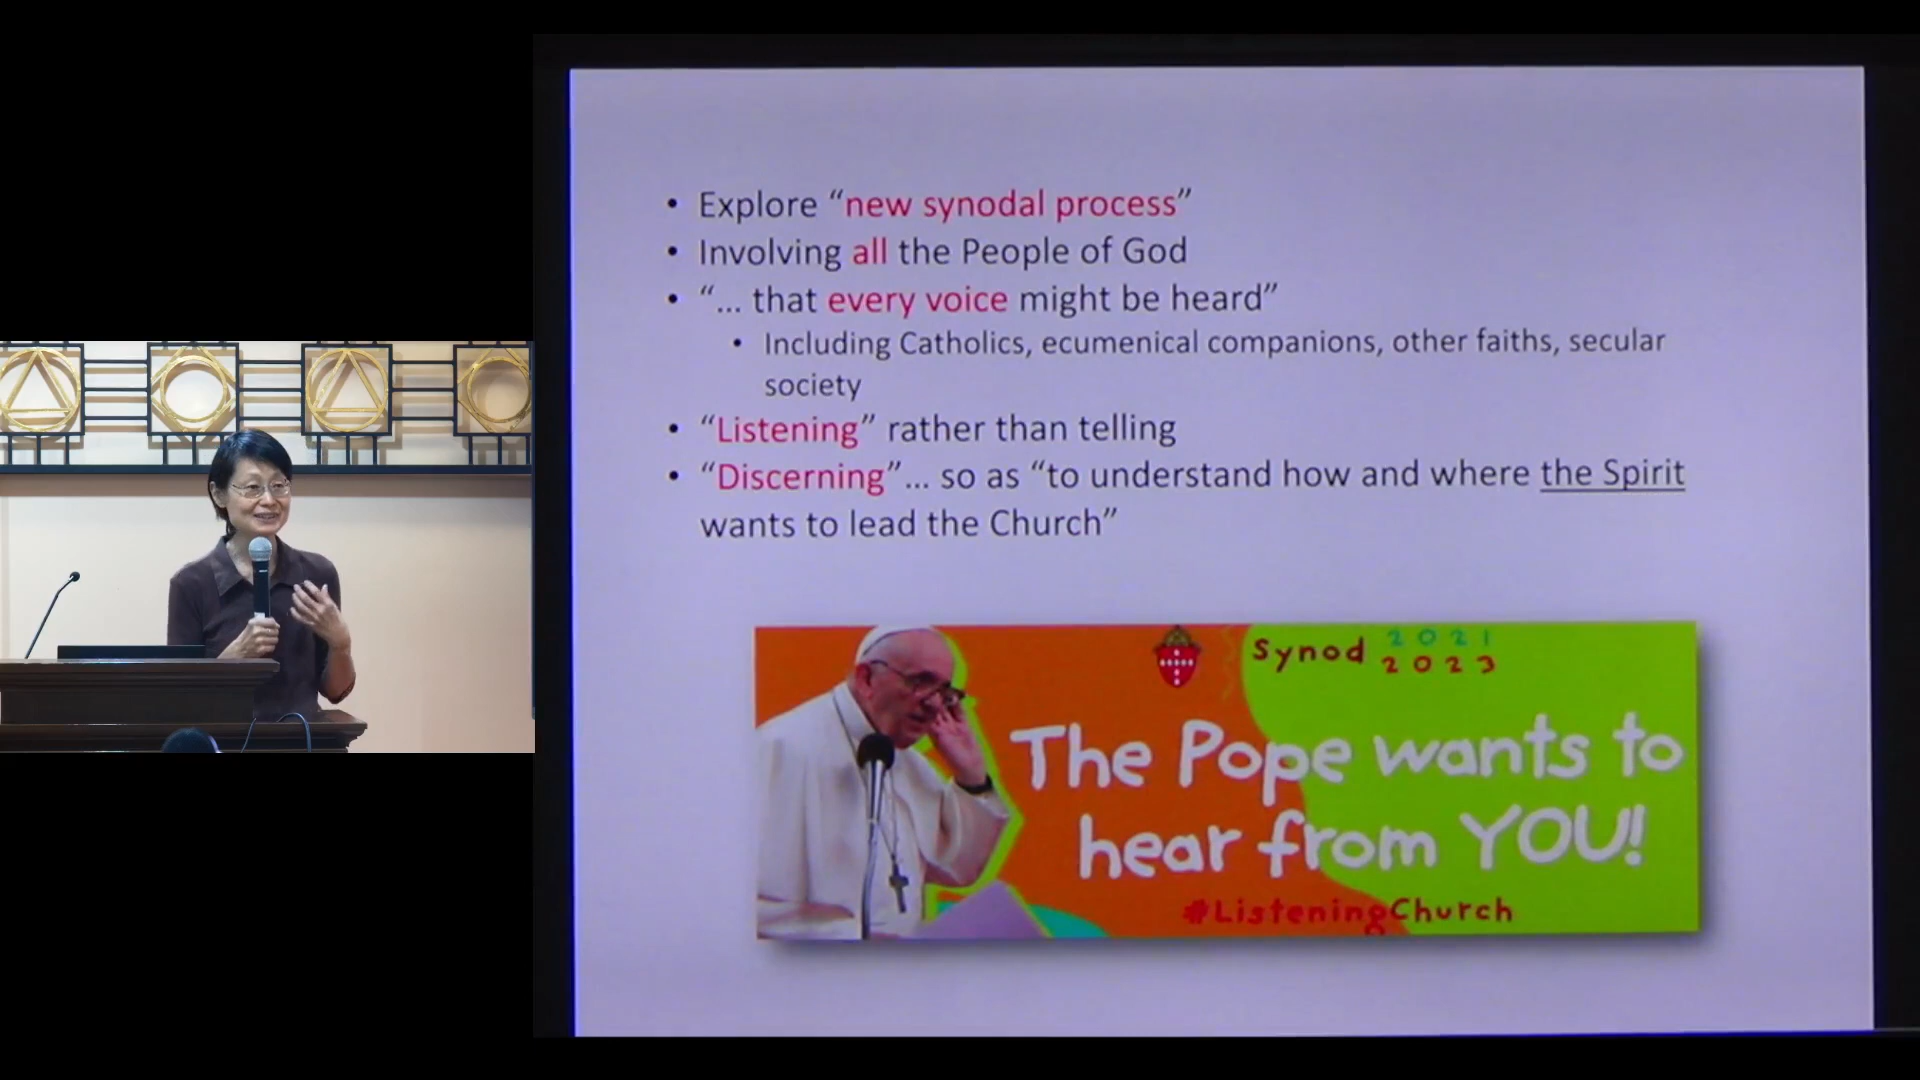 • Explore “new synodal process”
• Involving all the People of God
• “... that every voice might be heard”
• Including Catholics, ecumenical companions, other faiths, secular
society
• “Listening” rather than telling
• “Discerning”... so as “to understand how and where the Spirit
wants to lead the Church”
Synod 2021
2023
The Pope wants to
hear from YOU!
#ListeningChurch